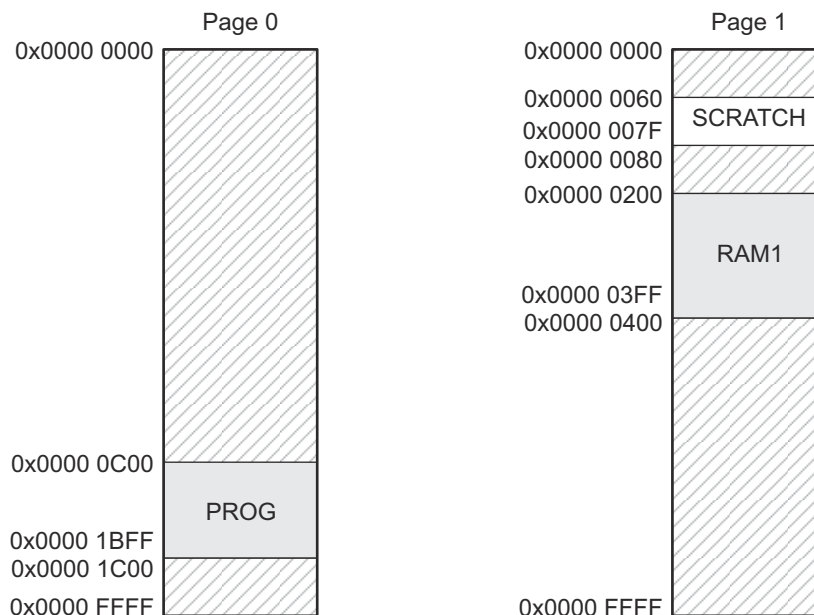 Page 0
0x0000 0000
0x0000 0C00
PROG
0x0000 1BFF
0x0000 1C00
0x0000 FFFF
Page 1
0x0000 0000
0x0000 0060
SCRATCH
0x0000 007F
0x0000 0080
0x0000 0200
RAM1
0x0000 03FF
0x0000 0400
0x0000 FFFF